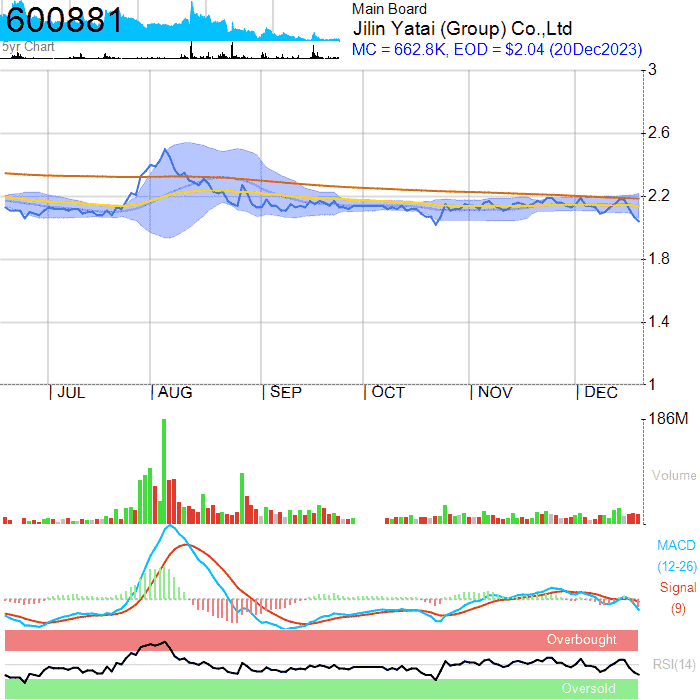 600881
5yr Chart
Main Board
Jilin Yatai (Group) Co.,Ltd
MC = 662.8K, EOD = $2.04 (20Dec2023)
3
2.6
2.2
1.8
1.4
1
JUL AUG SEP OCT NOV DEC
186M
Volume
MACD
(12-26)
Signal
(9)
Overbought
RSI(14)
Oversold